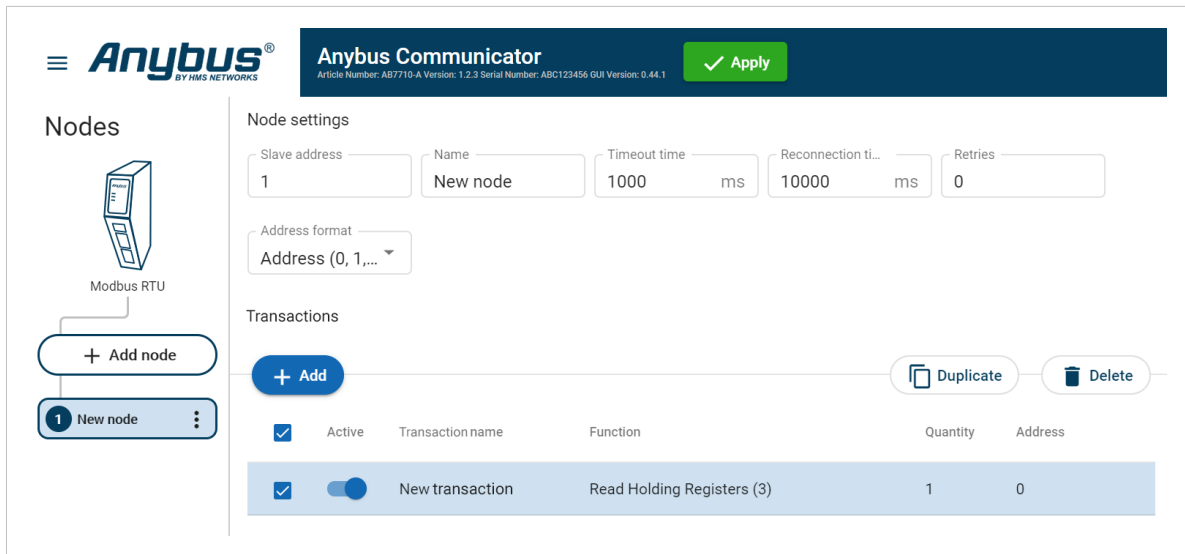 Anybus®
BY HMS NETWORKS
Anybus Communicator
Article Number: AB7710-A Version: 1.2.3 Serial Number: ABC123456 GUI Version: 0.44.1
Apply
Nodes
Modbus RTU
+ Add node
1 New node
Node settings
Slave address Name Timeout time Reconnection ti... Retries
1 New node 1000 ms 10000 ms 0
Address format
Address (0, 1,...
Transactions
+ Add Duplicate Delete
Active Transaction name Function Quantity Address
New transaction Read Holding Registers (3) 1 0